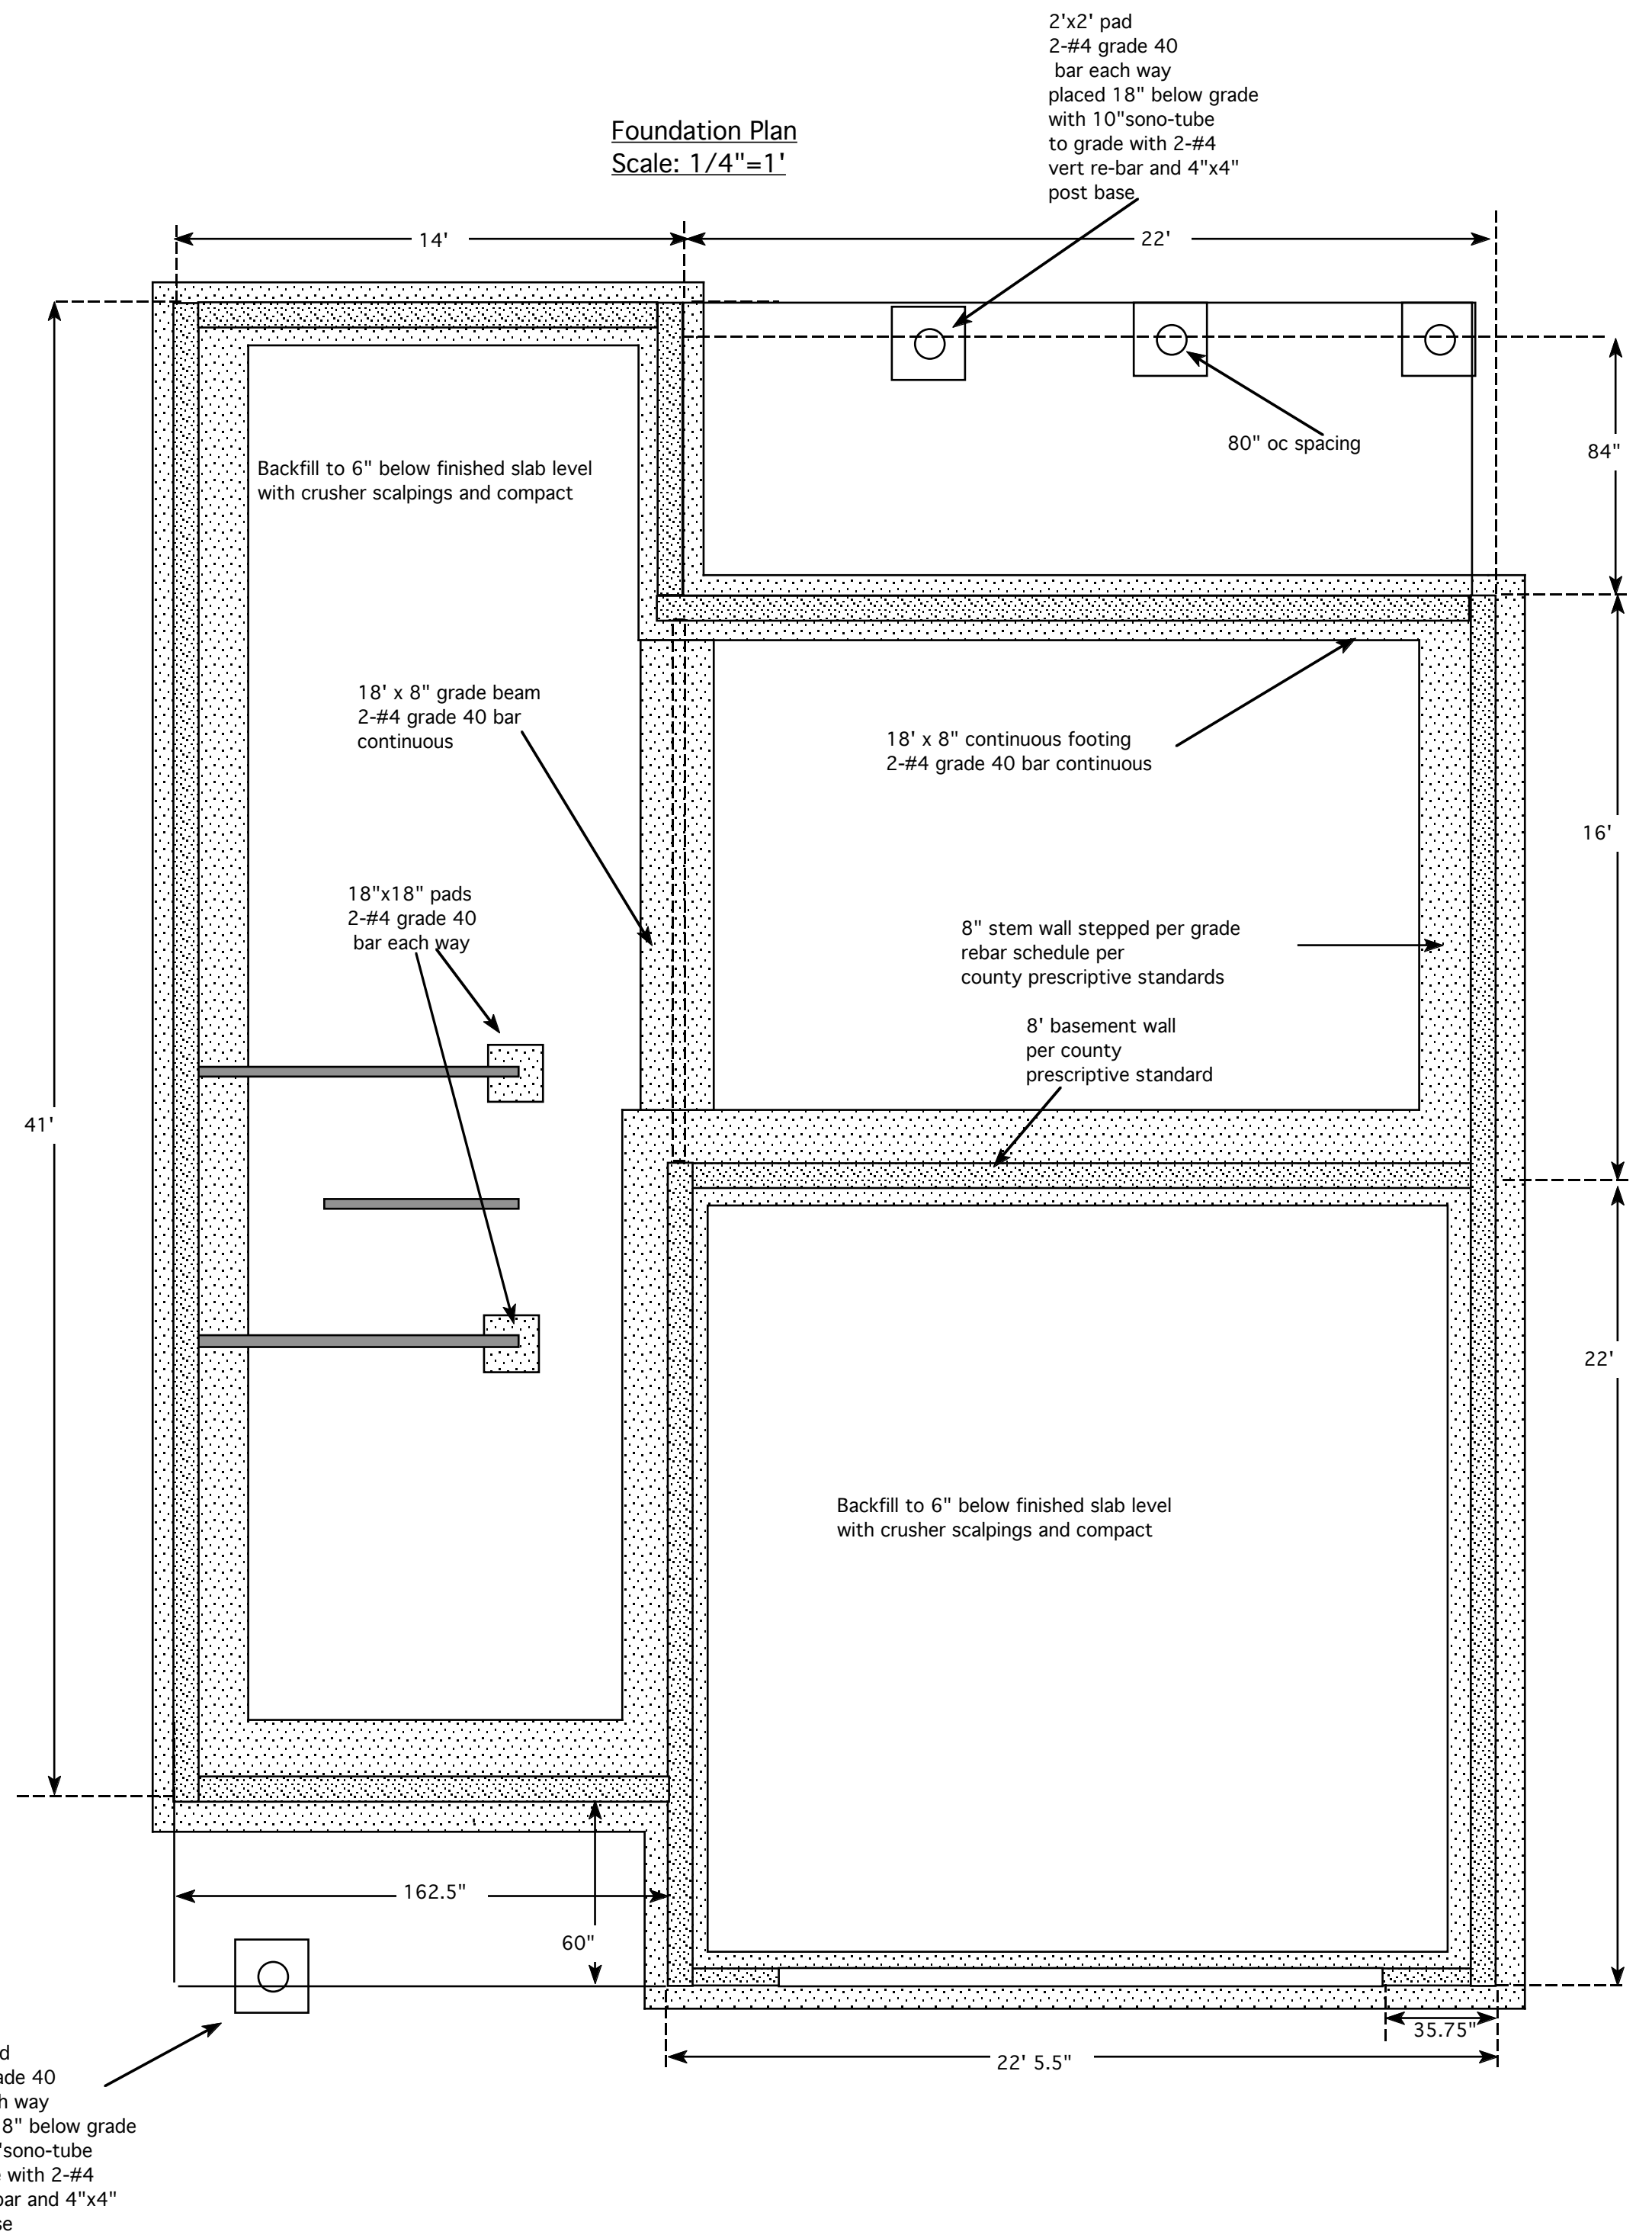 2'x2' pad
2-#4 grade 40
bar each way
placed 18" below grade
with 10"sono-tube
to grade with 2-#4
vert re-bar and 4"x4"
post base
Foundation Plan
Scale: 1/4"=1'
14'
22'
80" oc spacing
84"
Backfill to 6" below finished slab level
with crusher scalpings and compact
18' x 8" grade beam
2-#4 grade 40 bar
continuous
18' x 8" continuous footing
2-#4 grade 40 bar continuous
16'
18"x18" pads
2-#4 grade 40
bar each way
8" stem wall stepped per grade
rebar schedule per
county prescriptive standards
8' basement wall
per county
prescriptive standard
41'
22'
Backfill to 6" below finished slab level
with crusher scalpings and compact
162.5"
60"
35.75"
22' 5.5"
40
way
8" below grade
sono-tube
with 2-#4
and 4"x4"